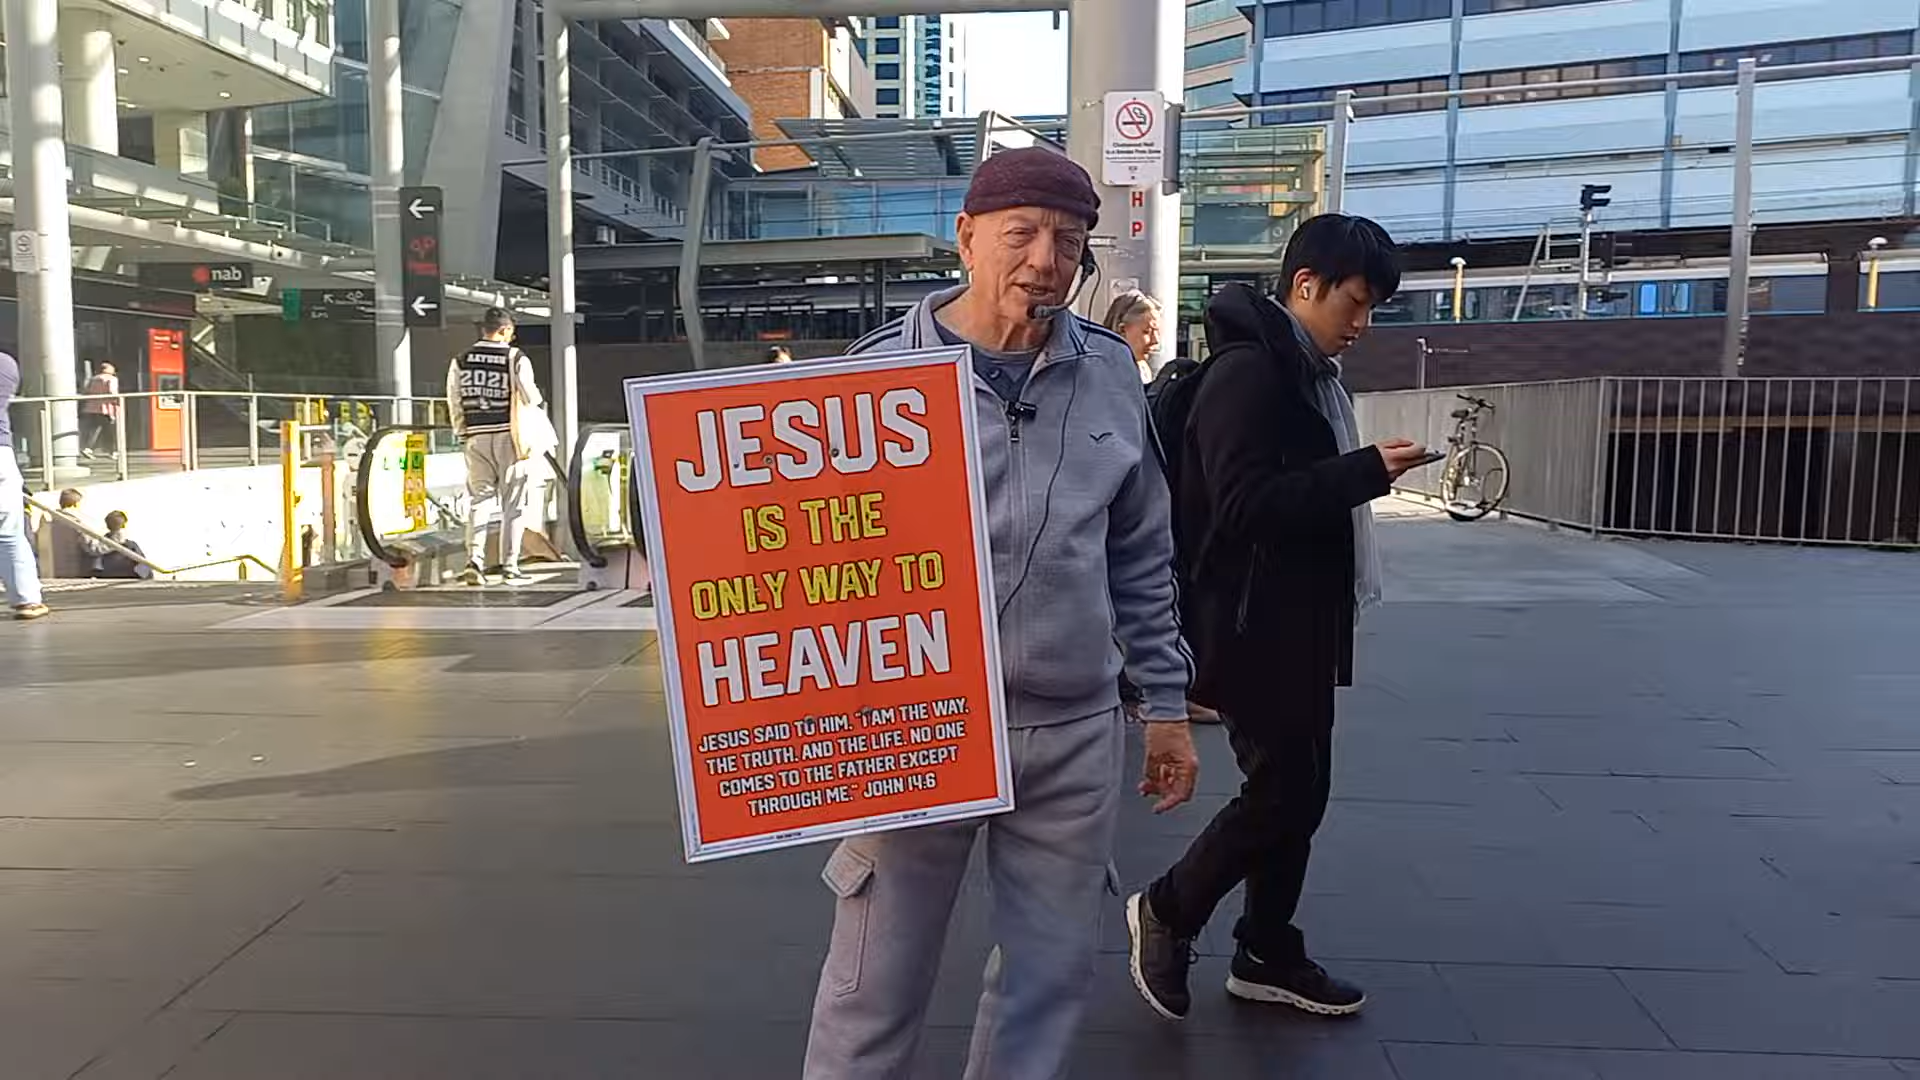 nab
2021
SENIORS
H
P
JESUS
IS THE
ONLY WAY TO
HEAVEN
JESUS SAID TO HIM, "I AM THE WAY,
THE TRUTH, AND THE LIFE. NO ONE
COMES TO THE FATHER EXCEPT
THROUGH ME." JOHN 14:6